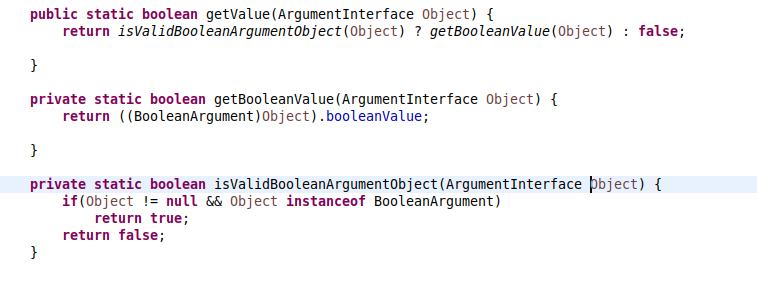 public static boolean getValue(ArgumentInterface Object) {
return isValidBooleanArgumentObject(Object) ? getBooleanValue(Object) : false;
}
private static boolean getBooleanValue(ArgumentInterface Object) {
return ((BooleanArgument)Object).booleanValue;
}
private static boolean isValidBooleanArgumentObject(ArgumentInterface Object) {
if(Object != null && Object instanceof BooleanArgument)
return true;
return false;
}